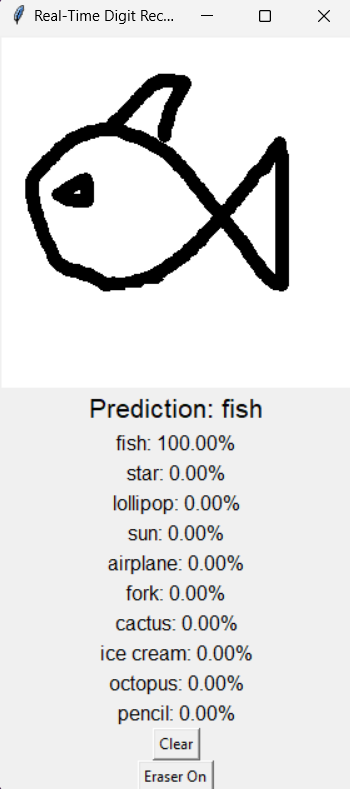 Real-Time Digit Rec...
Prediction: fish
fish: 100.00%
star: 0.00%
lollipop: 0.00%
sun: 0.00%
airplane: 0.00%
fork: 0.00%
cactus: 0.00%
ice cream: 0.00%
octopus: 0.00%
pencil: 0.00%
Clear
Eraser On